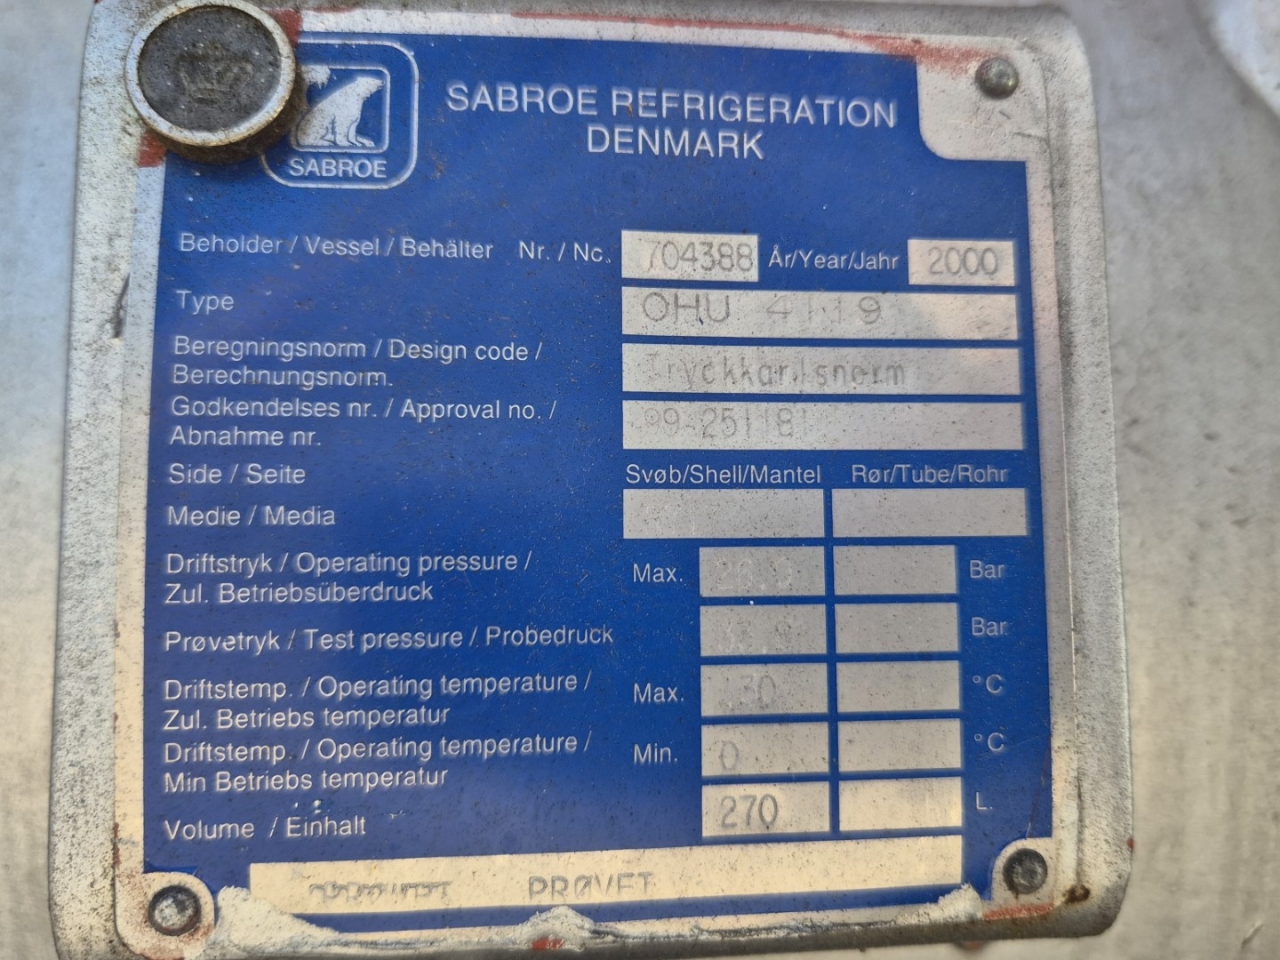 SABROE
SABROE REFRIGERATION
DENMARK
Beholder / Vessel / Behälter Nr. / No. 704388 År/Year/Jahr 2000
Type OHU 4119
Beregningsnorm / Design code /
Berechnungsnorm.
Godkendelses nr. / Approval no. / 99-251181
Abnahme nr.
Side / Seite Svøb/Shell/Mantel Rør/Tube/Rohr
Medie / Media
Driftstryk / Operating pressure / Max. Bar
Zul. Betriebsüberdruck
Prøvetryk / Test pressure / Probedruck Bar
Driftstemp. / Operating temperature / Max. °C
Zul. Betriebs temperatur
Driftstemp. / Operating temperature / Min. 0 °C
Min Betriebs temperatur
Volume / Einhalt 270 L.
PRØVET